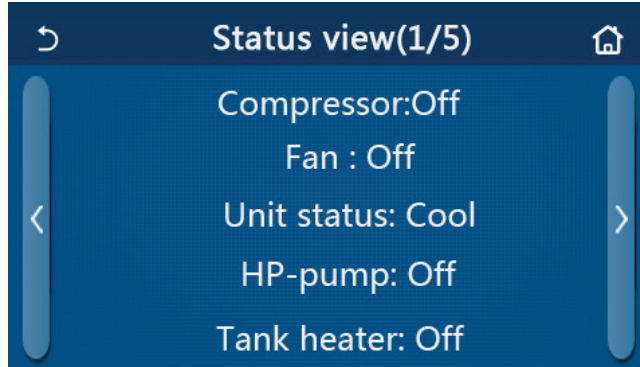 Status view(1/5)
Compressor:Off
Fan : Off
Unit status: Cool
HP-pump: Off
Tank heater: Off